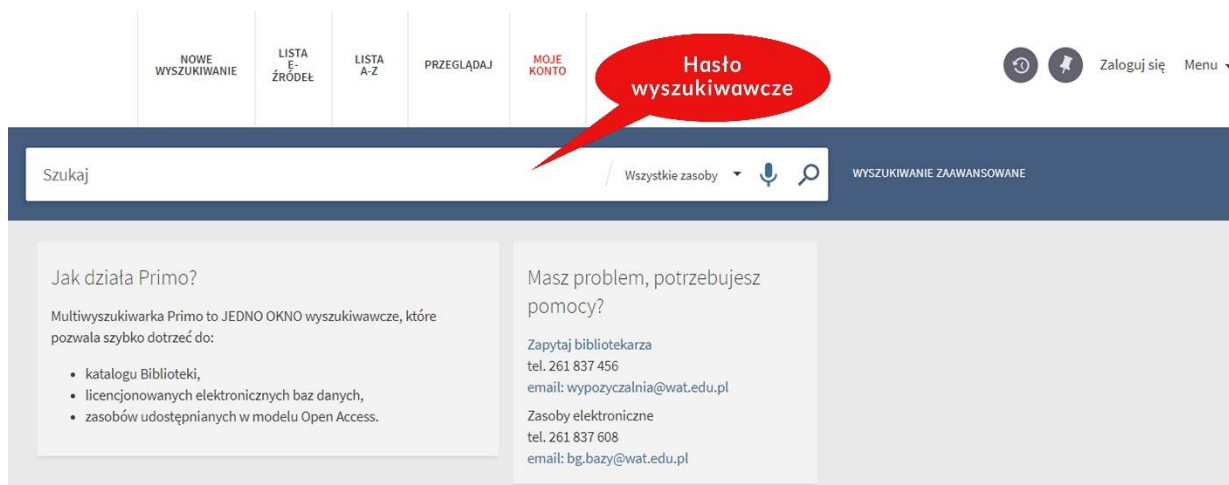 NOWE
WYSZUKIWANIE
LISTA
E-
ŹRÓDEŁ
LISTA
A-Z
PRZEGLĄDAJ
MOJE
KONTO
Hasło
wyszukiwawcze
Zaloguj się
Menu
Szukaj
Wszystkie zasoby
WYSZUKIWANIE ZAAWANSOWANE
Jak działa Primo?
Multiwyszukiwarka Primo to JEDNO OKNO wyszukiwawcze, które
pozwala szybko dotrzeć do:
• katalogu Biblioteki,
• licencjonowanych elektronicznych baz danych,
• zasobów udostępnianych w modelu Open Access.
Masz problem, potrzebujesz
pomocy?
Zapytaj bibliotekarza
tel. 261 837 456
email: wypozyczalnia@wat.edu.pl
Zasoby elektroniczne
tel. 261 837 608
email: bg.bazy@wat.edu.pl